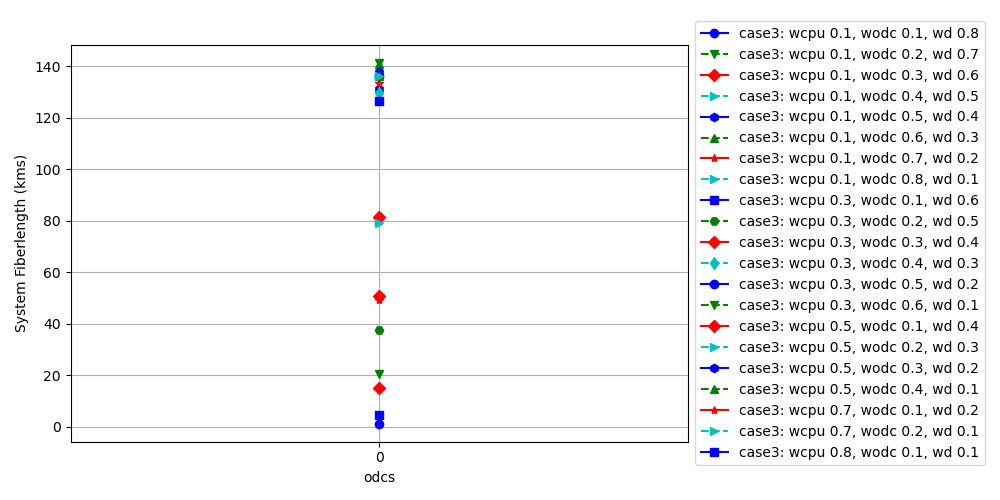 140
120
100
80
60
40
20
0
System Fiberlength (kms)
0
odcs
case3: wcpu 0.1, wodc 0.1, wd 0.8
case3: wcpu 0.1, wodc 0.2, wd 0.7
case3: wcpu 0.1, wodc 0.3, wd 0.6
case3: wcpu 0.1, wodc 0.4, wd 0.5
case3: wcpu 0.1, wodc 0.5, wd 0.4
case3: wcpu 0.1, wodc 0.6, wd 0.3
case3: wcpu 0.1, wodc 0.7, wd 0.2
case3: wcpu 0.1, wodc 0.8, wd 0.1
case3: wcpu 0.3, wodc 0.1, wd 0.6
case3: wcpu 0.3, wodc 0.2, wd 0.5
case3: wcpu 0.3, wodc 0.3, wd 0.4
case3: wcpu 0.3, wodc 0.4, wd 0.3
case3: wcpu 0.3, wodc 0.5, wd 0.2
case3: wcpu 0.3, wodc 0.6, wd 0.1
case3: wcpu 0.5, wodc 0.1, wd 0.4
case3: wcpu 0.5, wodc 0.2, wd 0.3
case3: wcpu 0.5, wodc 0.3, wd 0.2
case3: wcpu 0.5, wodc 0.4, wd 0.1
case3: wcpu 0.7, wodc 0.1, wd 0.2
case3: wcpu 0.7, wodc 0.2, wd 0.1
case3: wcpu 0.8, wodc 0.1, wd 0.1